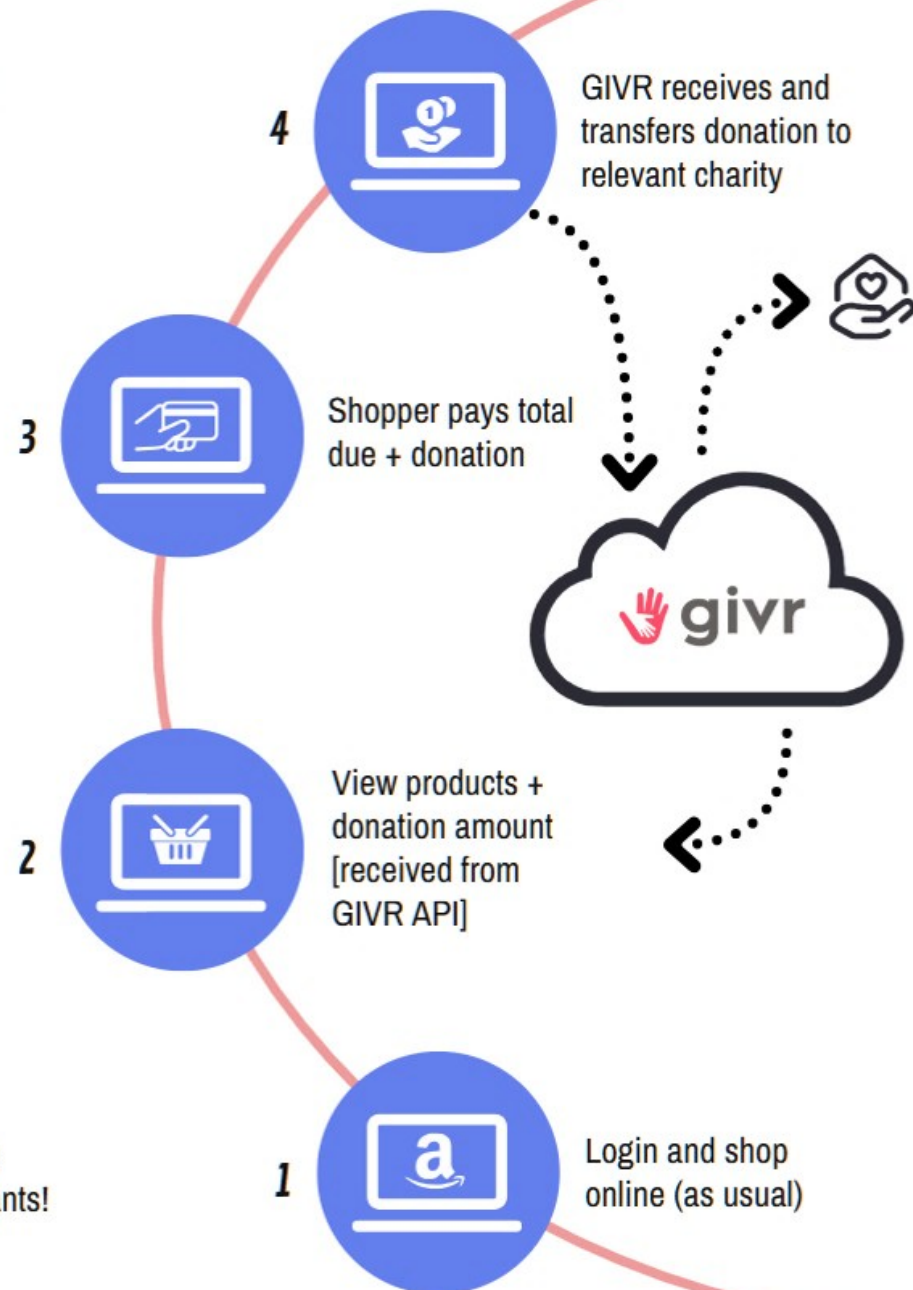 4
GIVR receives and
transfers donation to
relevant charity
3
Shopper pays total
due + donation
givr
2
View products +
donation amount
[received from
GIVR API]
1
a
Login and shop
online (as usual)
nts!